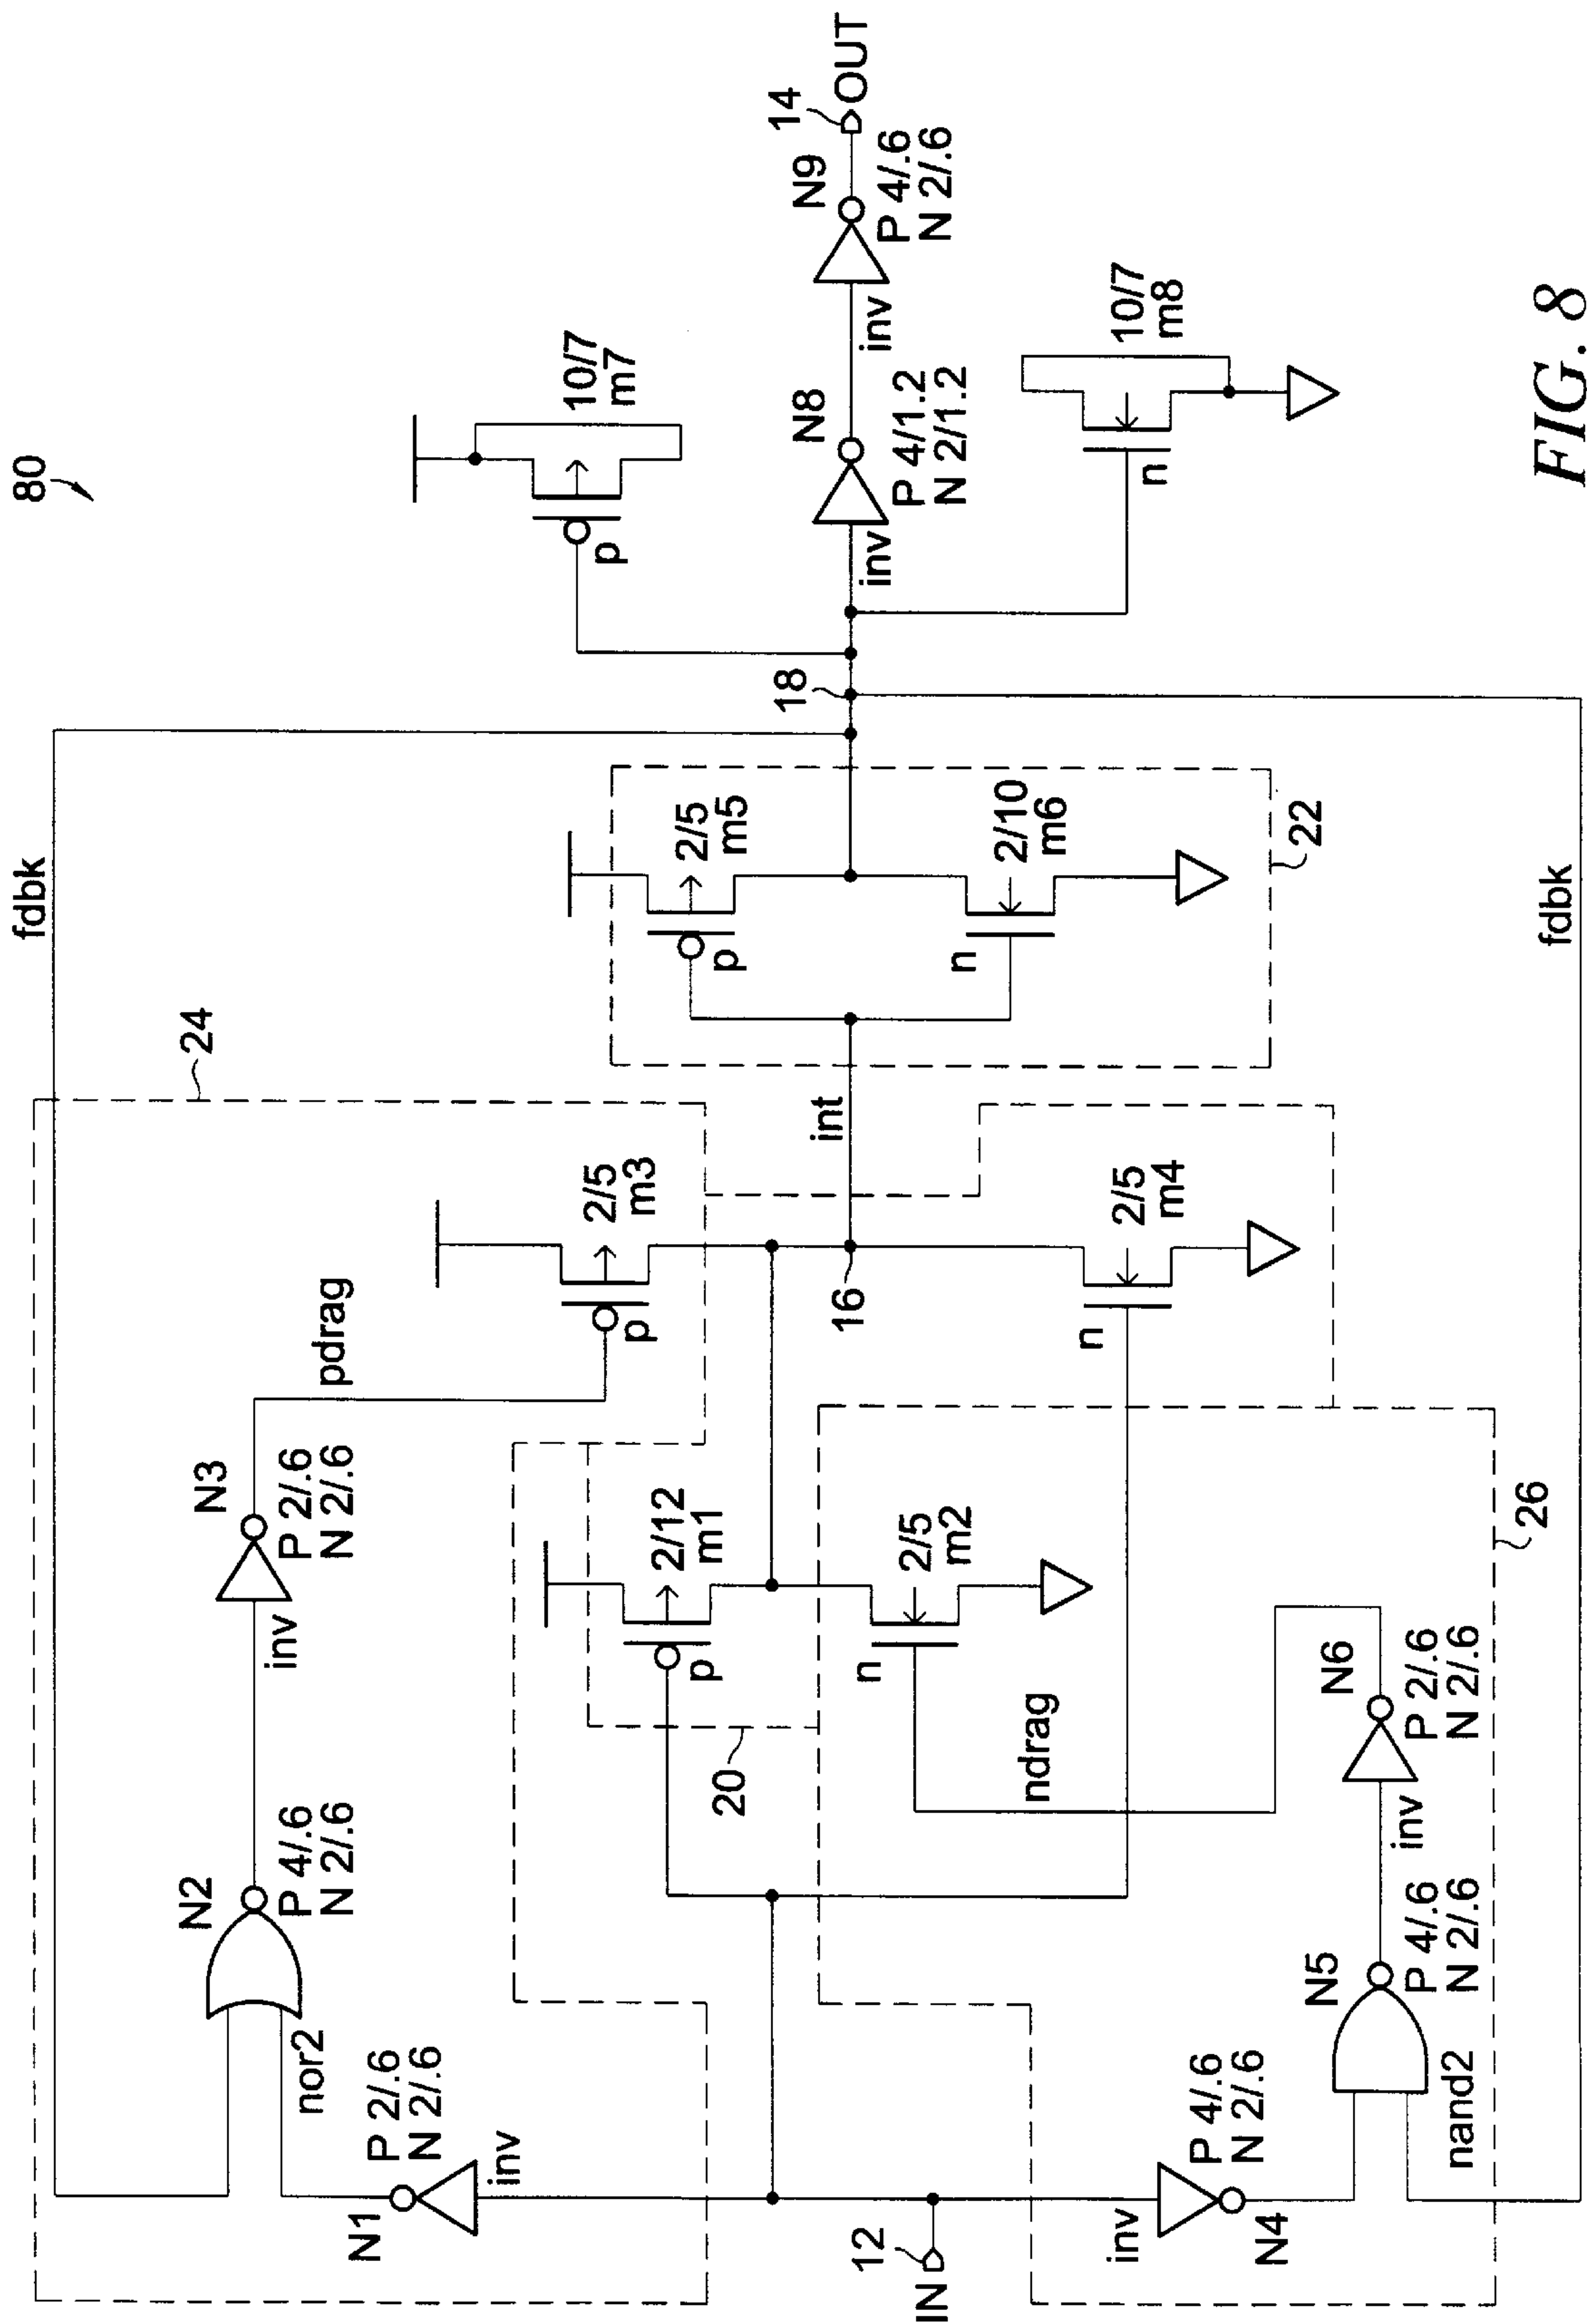 80
fdbk
24
N2
P 4/.6
N 2/.6
nor2
N3
P 2/.6
N 2/.6
inv
pdrag
N1
P 2/.6
N 2/.6
inv
2/5
m3
p
10/7
m7
p
2/12
m1
p
20
2/5
m5
p
int
18
inv
N8
P 4/1.2
N 2/1.2
inv
N9
P 4/.6
N 2/.6
14
OUT
16
12
IN
2/5
m2
n
ndrag
2/5
m4
n
2/10
m6
n
22
10/7
m8
n
inv
N4
P 4/.6
N 2/.6
N5
P 4/.6
N 2/.6
nand2
inv
N6
P 2/.6
N 2/.6
26
fdbk
FIG. 8